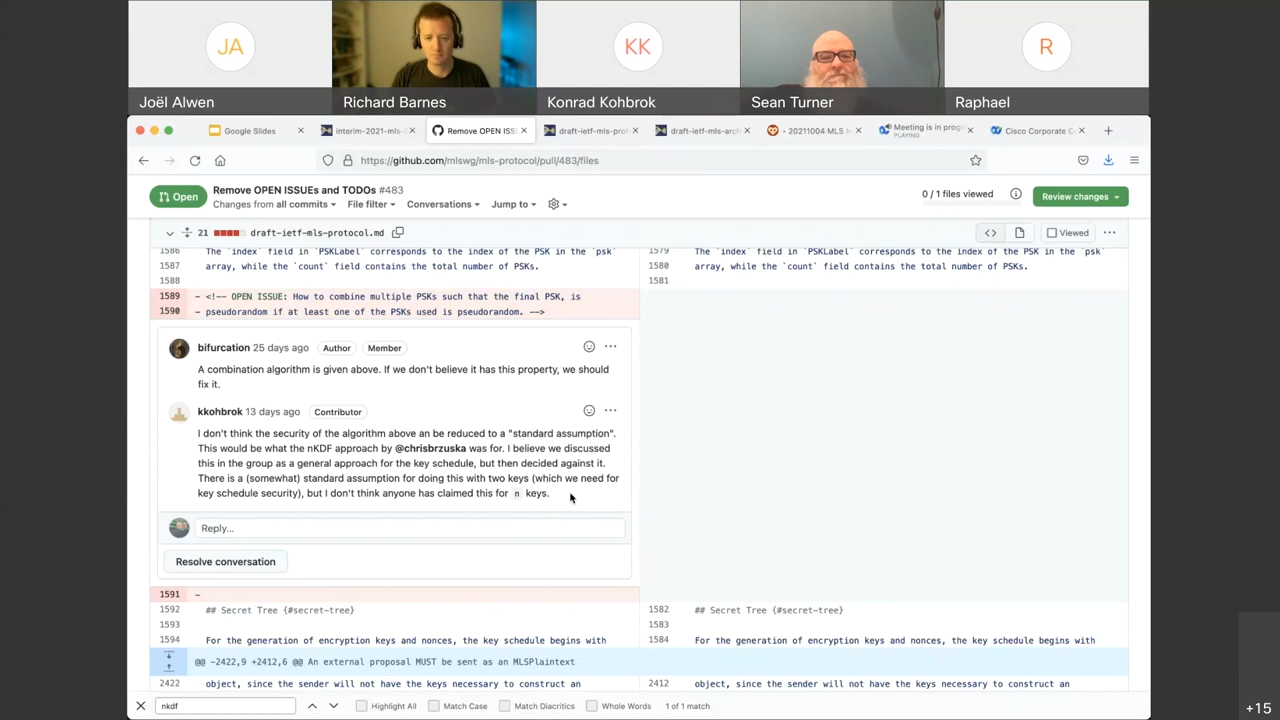 JA
KK
R
Joël Alwen
Richard Barnes
Konrad Kohbrok
Sean Turner
Raphael
Google Slides
interim-2021-mls-
Remove OPEN ISSU
draft-ietf-mls-prot
draft-ietf-mls-arch
20211004 MLS in
Meeting is in prog
PLAYING
Cisco Corporate C
https://github.com/mlswg/mls-protocol/pull/483/files
Open
Remove OPEN ISSUEs and TODOs #483
Changes from all commits
File filter
Conversations
Jump to
0 / 1 files viewed
Review changes
21
draft-ietf-mls-protocol.md
Viewed
1586 The `index` field in `PSKLabel` corresponds to the index of the PSK in the `psk` 1579 The `index` field in `PSKLabel` corresponds to the index of the PSK in the `psk`
1587 array, while the `count` field contains the total number of PSKs. 1580 array, while the `count` field contains the total number of PSKs.
1588 1581
1589 - <!-- OPEN ISSUE: How to combine multiple PSKs such that the final PSK, is
1590 - pseudorandom if at least one of the PSKs used is pseudorandom. -->
bifurcation 25 days ago Author Member
A combination algorithm is given above. If we don't believe it has this property, we should
fix it.
kkohbrok 13 days ago Contributor
I don't think the security of the algorithm above an be reduced to a "standard assumption".
This would be what the nKDF approach by @chrisbrzuska was for. I believe we discussed
this in the group as a general approach for the key schedule, but then decided against it.
There is a (somewhat) standard assumption for doing this with two keys (which we need for
key schedule security), but I don't think anyone has claimed this for n keys.
Reply...
Resolve conversation
1591 -
1592 ## Secret Tree {#secret-tree} 1582 ## Secret Tree {#secret-tree}
1593 1583
1594 For the generation of encryption keys and nonces, the key schedule begins with 1584 For the generation of encryption keys and nonces, the key schedule begins with
@@ -2422,9 +2412,6 @@ An external proposal MUST be sent as an MLSPlaintext
2422 object, since the sender will not have the keys necessary to construct an 2412 object, since the sender will not have the keys necessary to construct an
nkdf
Highlight All
Match Case
Match Diacritics
Whole Words
1 of 1 match
+15